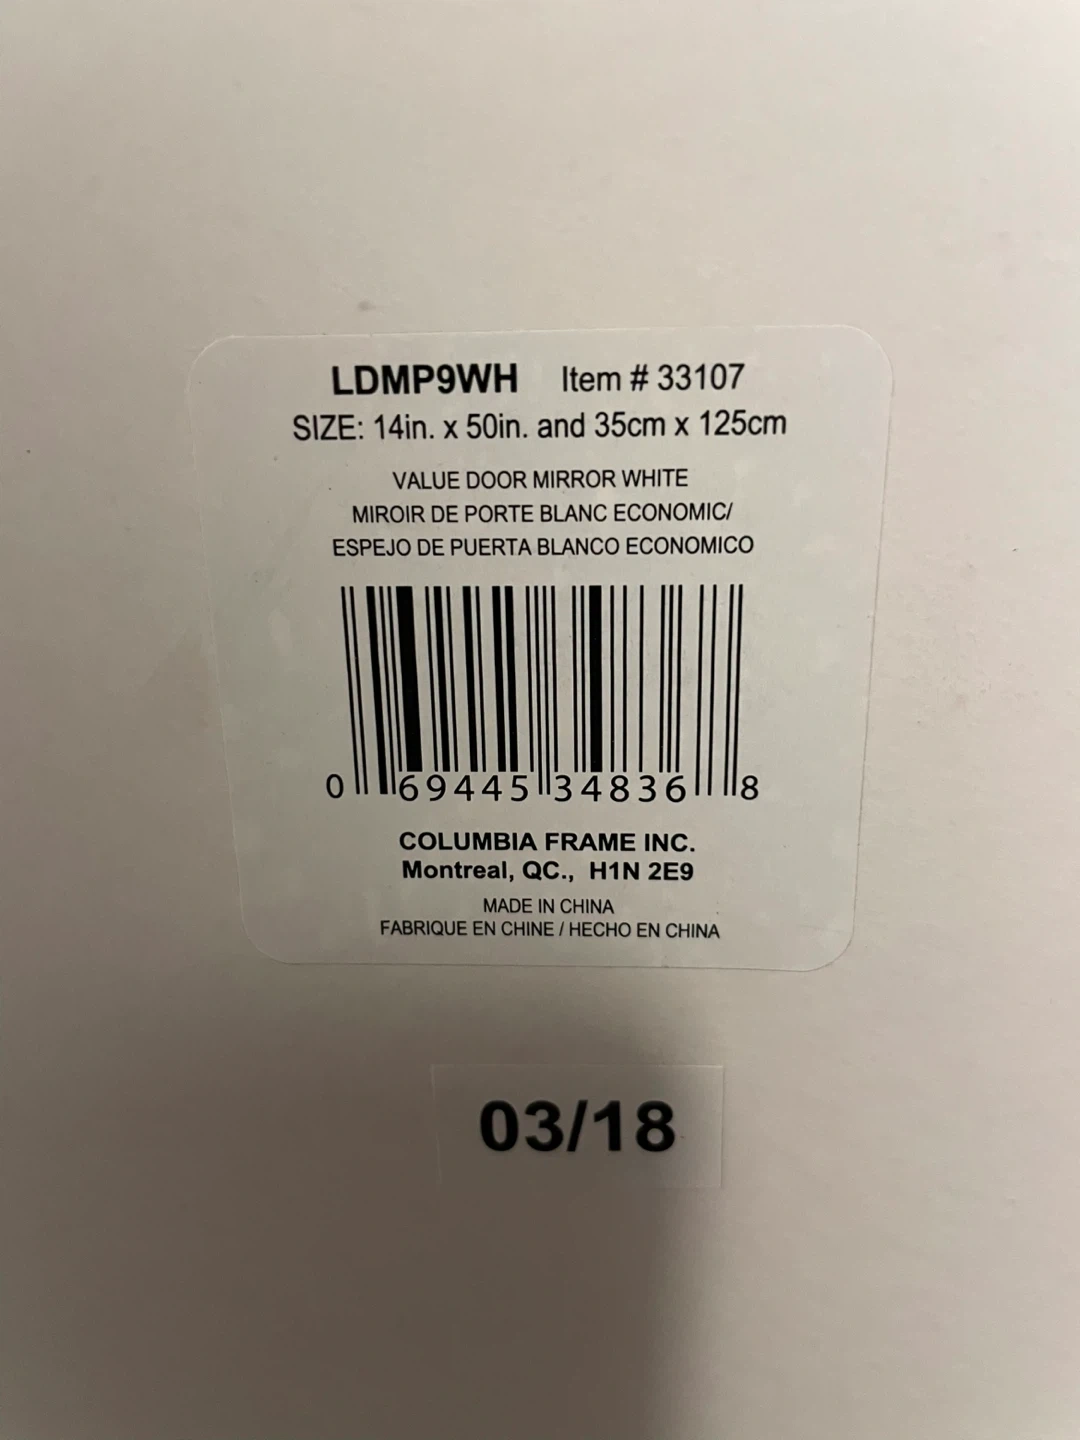 LDMP9WH Item # 33107
SIZE: 14in. x 50in. and 35cm x 125cm
VALUE DOOR MIRROR WHITE
MIROIR DE PORTE BLANC ECONOMIC/
ESPEJO DE PUERTA BLANCO ECONOMICO
0 69445 34836 8
COLUMBIA FRAME INC.
Montreal, QC., H1N 2E9
MADE IN CHINA
FABRIQUE EN CHINE / HECHO EN CHINA
03/18